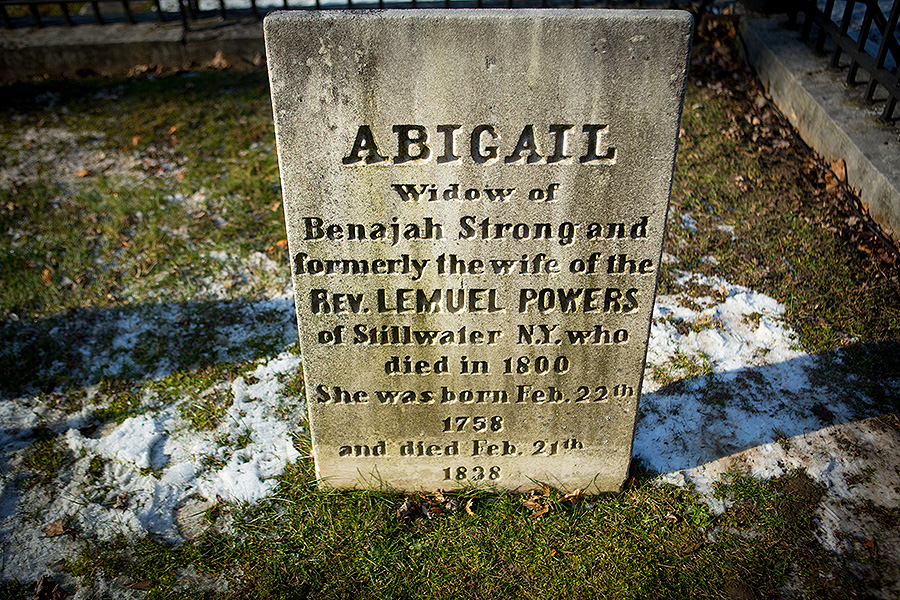 ABIGAIL
Widow of
Benajah Strong and
formerly the wife of the
REV. LEMUEL POWERS
of Stillwater N.Y. who
died in 1800
She was born Feb. 22th
1758
and died Feb. 21th
1838